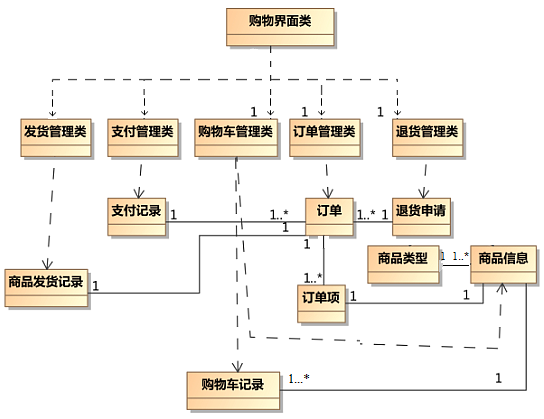 购物界面类
1 1 1
发货管理类 支付管理类 购物车管理类 订单管理类 退货管理类
支付记录 1 1..* 订单 1..* 1 退货申请
1
1
商品类型 1 1..* 商品信息
商品发货记录 1
1..*
订单项 1 1
购物车记录 1...* 1